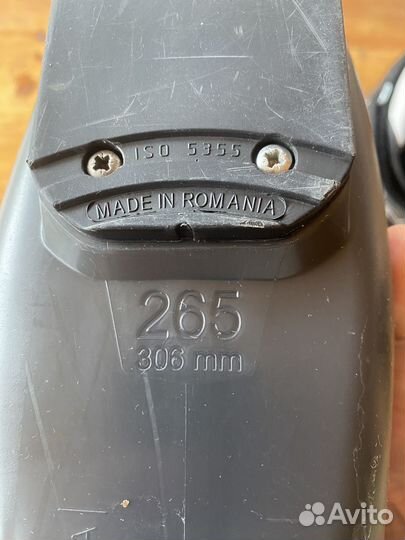 ISO 5355
MADE IN ROMANIA
265
306 mm
Avito